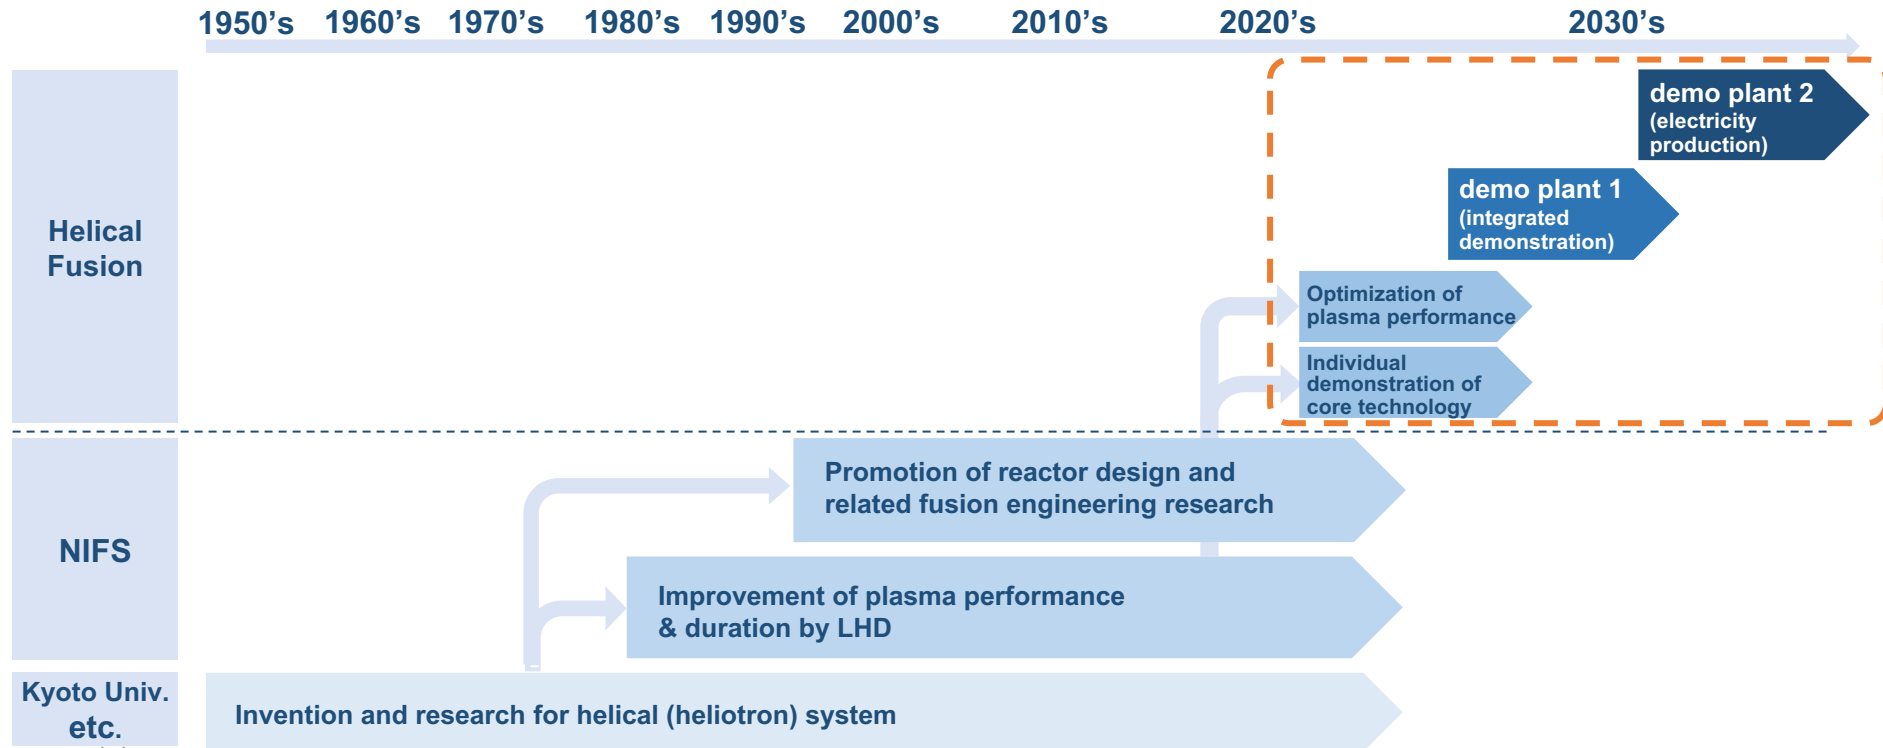 1950's 1960's 1970's 1980's 1990's 2000's 2010's 2020's 2030's
Helical
Fusion
demo plant 2
(electricity
production)
demo plant 1
(integrated
demonstration)
Optimization of
plasma performance
Individual
demonstration of
core technology
NIFS
Promotion of reactor design and
related fusion engineering research
Improvement of plasma performance
& duration by LHD
Kyoto Univ.
etc.
Invention and research for helical (heliotron) system